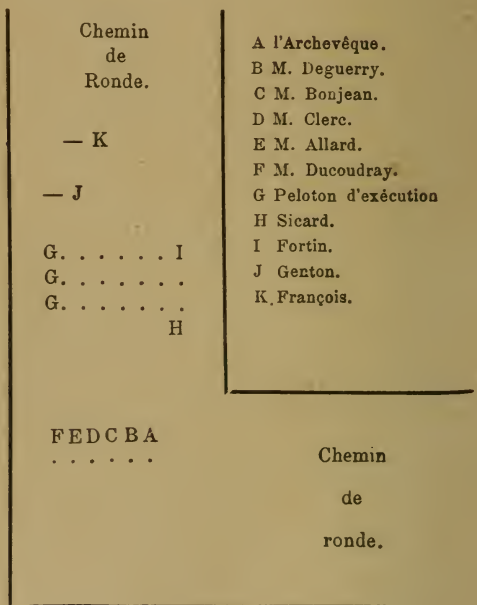 Chemin
de
Ronde.
— K
— J
G. . . . . . . I
G. . . . . . . .
G. . . . . . . .
H
A l'Archevêque.
B M. Deguerry.
C M. Bonjean.
D M. Clerc.
E M. Allard.
F M. Ducoudray.
G Peloton d'exécution
H Sicard.
I Fortin.
J Genton.
K. François.
FEDCBA
. . . . . .
Chemin
de
ronde.